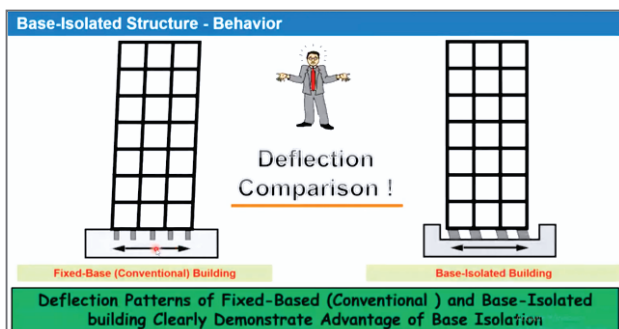 Base-Isolated Structure - Behavior
Deflection
Comparison !
Fixed-Base (Conventional) Building
Base-Isolated Building
Deflection Patterns of Fixed-Based (Conventional ) and Base-Isolated
building Clearly Demonstrate Advantage of Base Isolation